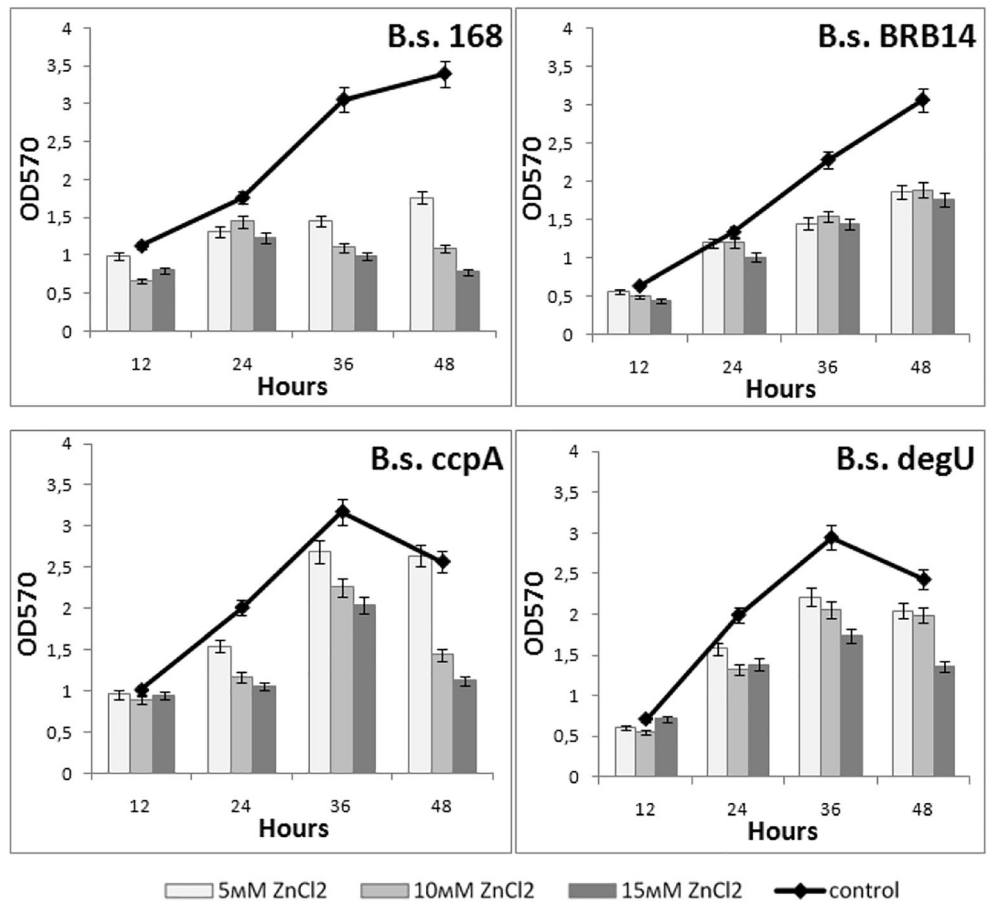 B.s. 168
4
3,5
3
2,5
2
1,5
1
0,5
0
OD570
12 24 36 48
Hours
B.s. BRB14
4
3,5
3
2,5
2
1,5
1
0,5
0
OD570
12 24 36 48
Hours
B.s. ccpA
4
3,5
3
2,5
2
1,5
1
0,5
0
OD570
12 24 36 48
Hours
B.s. degU
4
3,5
3
2,5
2
1,5
1
0,5
0
OD570
12 24 36 48
Hours
5мМ ZnCl2 10мМ ZnCl2 15мМ ZnCl2 control